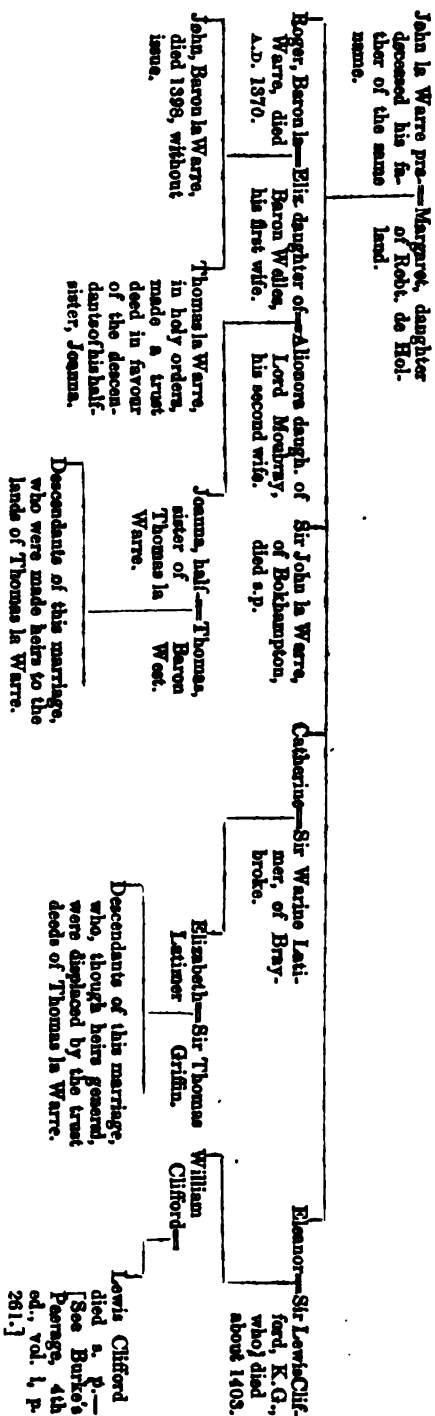 John la Warre pre-══Margaret, daughter
deceased his fa-
of Robt. de Hol-
ther of the same
land.
name.
Roger, Baron la══Eliz daughter of══Alionora daugh. of
Warre, died
Baron Welles,
Lord Moubray,
A.D. 1370.
his first wife.
his second wife.
Sir John la Warre,
of Bokhampton,
died s.p.
Catherine══Sir Warine Lati-
mer, of Bray-
broke.
Eleanor══Sir Lewis Clif-
ford, K.G.,
who, died
about 1403.
John, Baron la Warre,
died 1398, without
issue.
Thomas la Warre,
in holy orders,
made a trust
deed in favour
of the descen-
dants of his half-
sister, Joanna.
Joanna, half-══Thomas,
sister of
Baron
Thomas la
West.
Warre.
Elizabeth══Sir Thomas
Latimer
Griffin.
William
Clifford══
Descendants of this marriage,
who were made heirs to the
lands of Thomas la Warre.
Descendants of this marriage,
who, though heirs general,
were displaced by the trust
deeds of Thomas la Warre.
Lewis Clifford
died s. p.—
[See Burke's
Peerage, 4th
ed., vol. i, p.
261.]